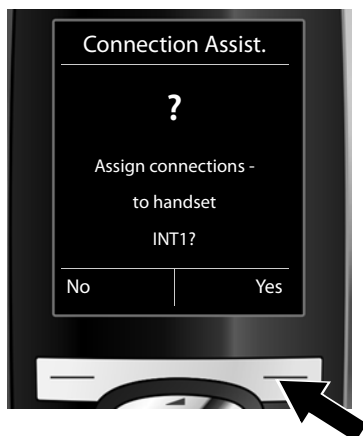 Connection Assist.
?
Assign connections -
to handset
INT1?
No Yes